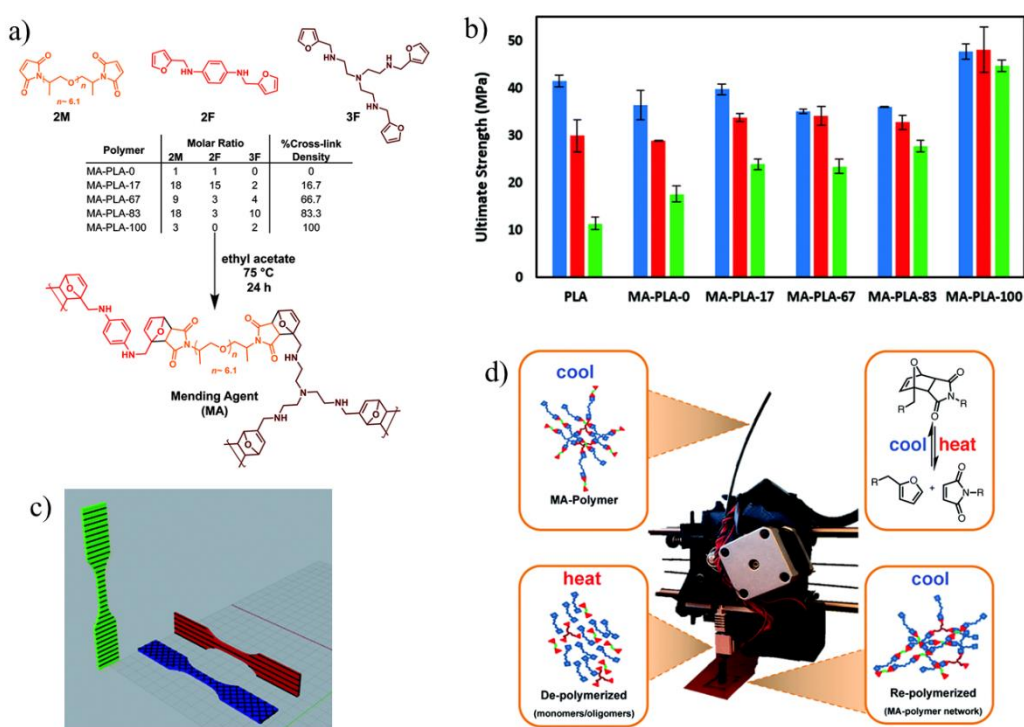 a)
2M
2F
3F
n~ 6.1
Polymer Molar Ratio %Cross-link Density
2M 2F 3F
MA-PLA-0 1 1 0 0
MA-PLA-17 18 15 2 16.7
MA-PLA-67 9 3 4 66.7
MA-PLA-83 18 3 10 83.3
MA-PLA-100 3 0 2 100
ethyl acetate
75 °C
24 h
n~ 6.1
Mending Agent
(MA)
b)
Ultimate Strength (MPa)
50
40
30
20
10
0
PLA MA-PLA-0 MA-PLA-17 MA-PLA-67 MA-PLA-83 MA-PLA-100
c)
d)
cool
MA-Polymer
cool heat
heat
De-polymerized
(monomers/oligomers)
cool
Re-polymerized
(MA-polymer network)